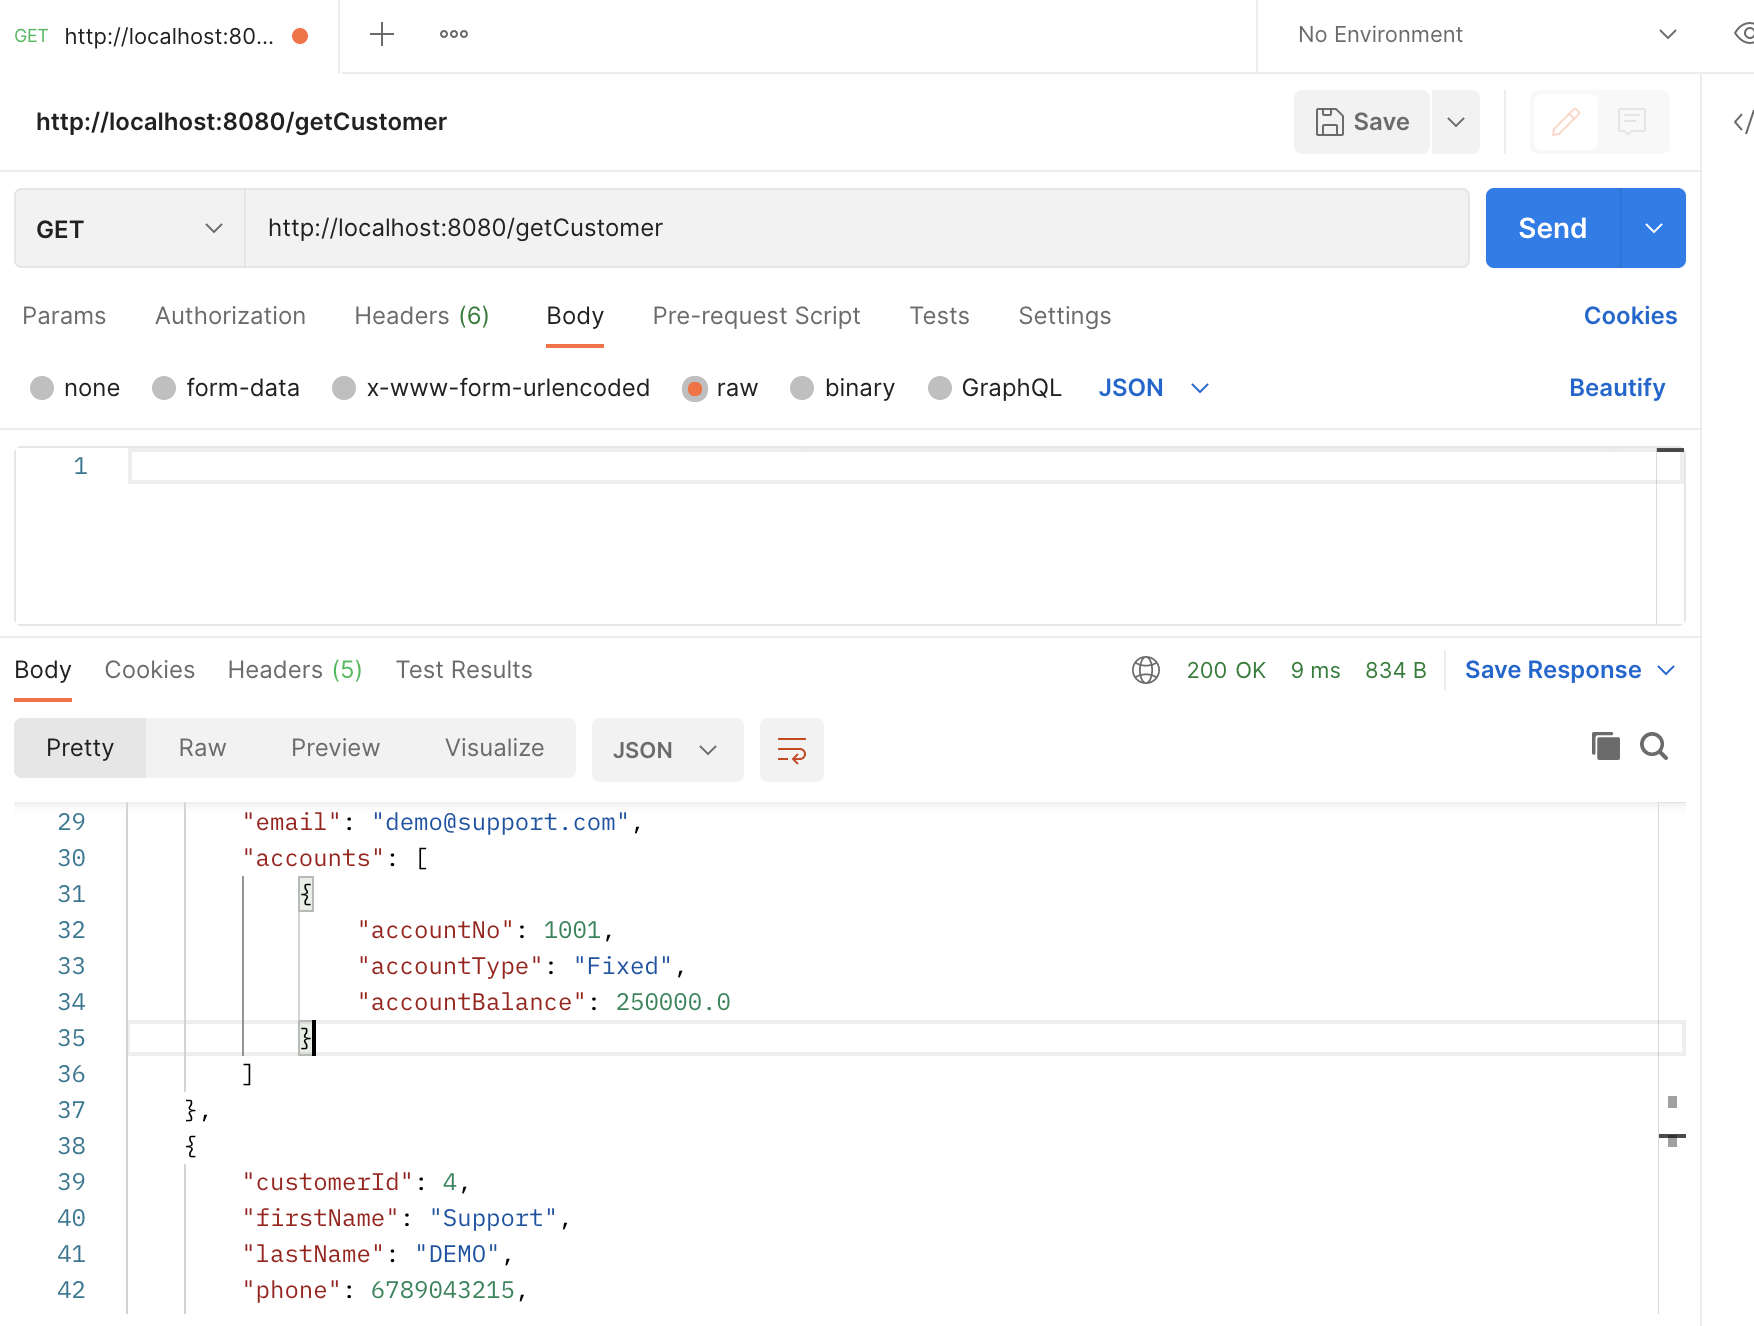 GET http://localhost:80... No Environment
http://localhost:8080/getCustomer Save
GET http://localhost:8080/getCustomer Send
Params Authorization Headers (6) Body Pre-request Script Tests Settings Cookies
none form-data x-www-form-urlencoded raw binary GraphQL JSON Beautify
1
Body Cookies Headers (5) Test Results 200 OK 9 ms 834 B Save Response
Pretty Raw Preview Visualize JSON
29 "email": "demo@support.com",
30 "accounts": [
31 {
32 "accountNo": 1001,
33 "accountType": "Fixed",
34 "accountBalance": 250000.0
35 }
36 ]
37 },
38 {
39 "customerId": 4,
40 "firstName": "Support",
41 "lastName": "DEMO",
42 "phone": 6789043215,